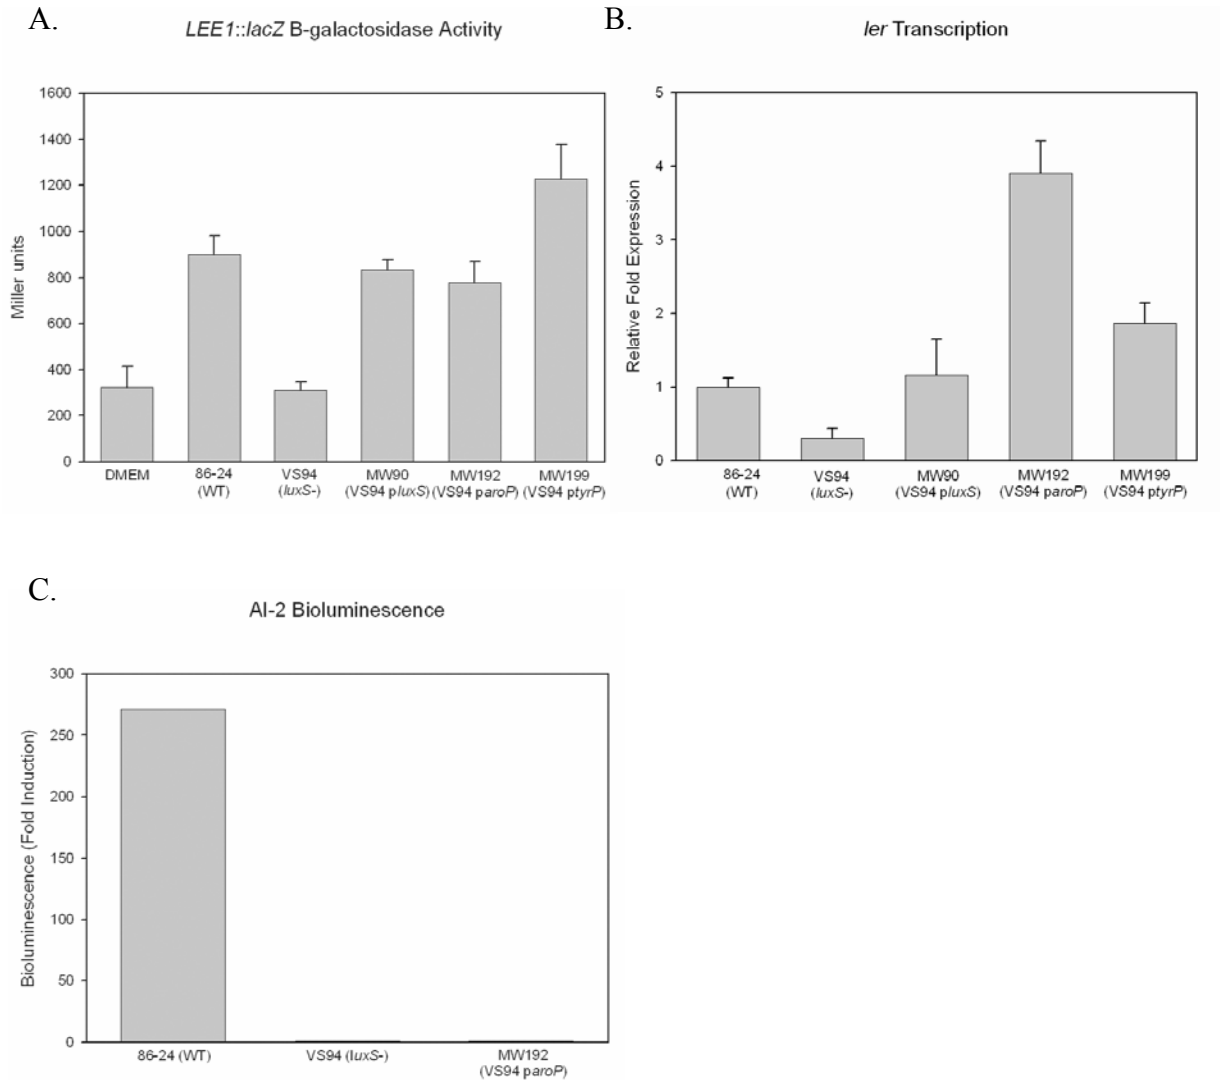 A.
LEE1::lacZ B-galactosidase Activity
Miller units
1600
1400
1200
1000
800
600
400
200
0
DMEM
86-24
(WT)
VS94
(luxS-)
MW90
(VS94 pluxS)
MW192
(VS94 paroP)
MW199
(VS94 ptyrP)
B.
ler Transcription
Relative Fold Expression
5
4
3
2
1
0
86-24
(WT)
VS94
(luxS-)
MW90
(VS94 pluxS)
MW192
(VS94 paroP)
MW199
(VS94 ptyrP)
C.
AI-2 Bioluminescence
Bioluminescence (Fold Induction)
300
250
200
150
100
50
0
86-24 (WT)
VS94 (luxS-)
MW192
(VS94 paroP)